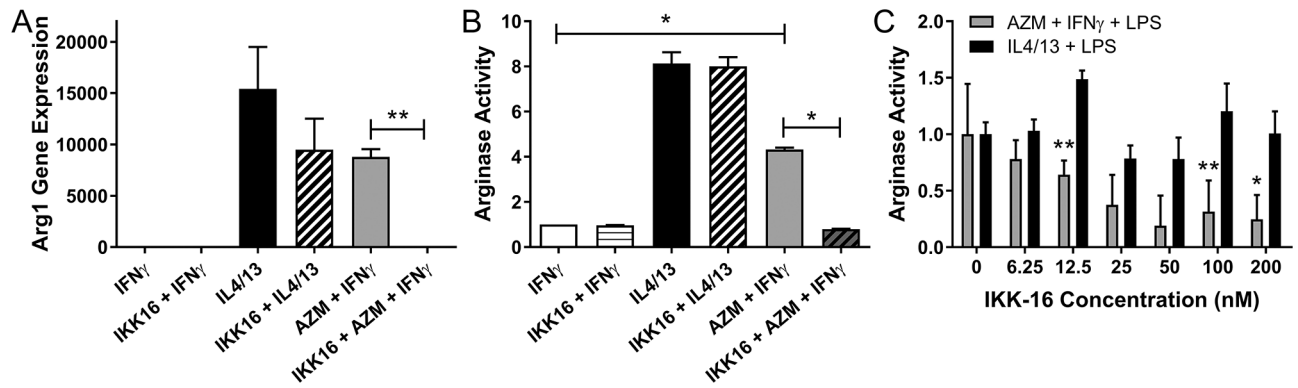 A
Arg1 Gene Expression
20000
15000
10000
5000
0
**
IFNγ
IKK16 + IFNγ
IL4/13
IKK16 + IL4/13
AZM + IFNγ
IKK16 + AZM + IFNγ
B
Arginase Activity
10
8
6
4
2
0
*
*
IFNγ
IKK16 + IFNγ
IL4/13
IKK16 + IL4/13
AZM + IFNγ
IKK16 + AZM + IFNγ
C
Arginase Activity
2.0
1.5
1.0
0.5
0.0
AZM + IFNγ + LPS
IL4/13 + LPS
**
**
*
0 6.25 12.5 25 50 100 200
IKK-16 Concentration (nM)